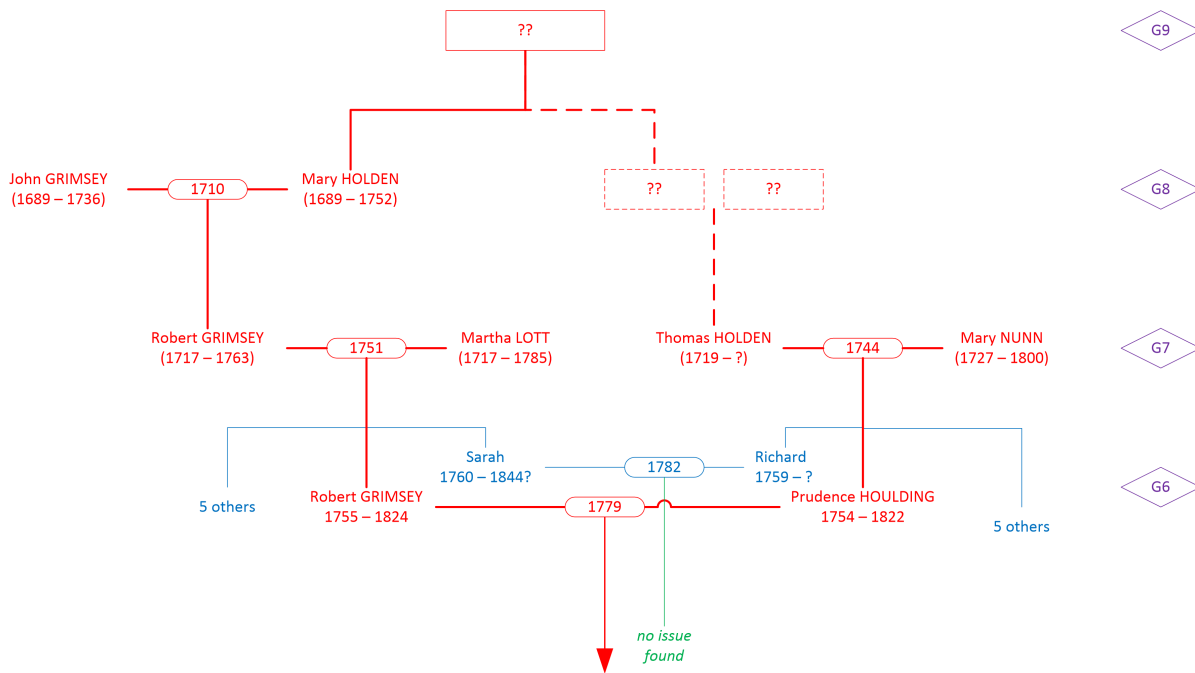 ??
G9
John GRIMSEY
(1689 – 1736)
1710
Mary HOLDEN
(1689 – 1752)
??
??
G8
Robert GRIMSEY
(1717 – 1763)
1751
Martha LOTT
(1717 – 1785)
Thomas HOLDEN
(1719 – ?)
1744
Mary NUNN
(1727 – 1800)
G7
Sarah
1760 – 1844?
1782
Richard
1759 – ?
5 others
Robert GRIMSEY
1755 – 1824
1779
Prudence HOULDING
1754 – 1822
5 others
G6
no issue
found